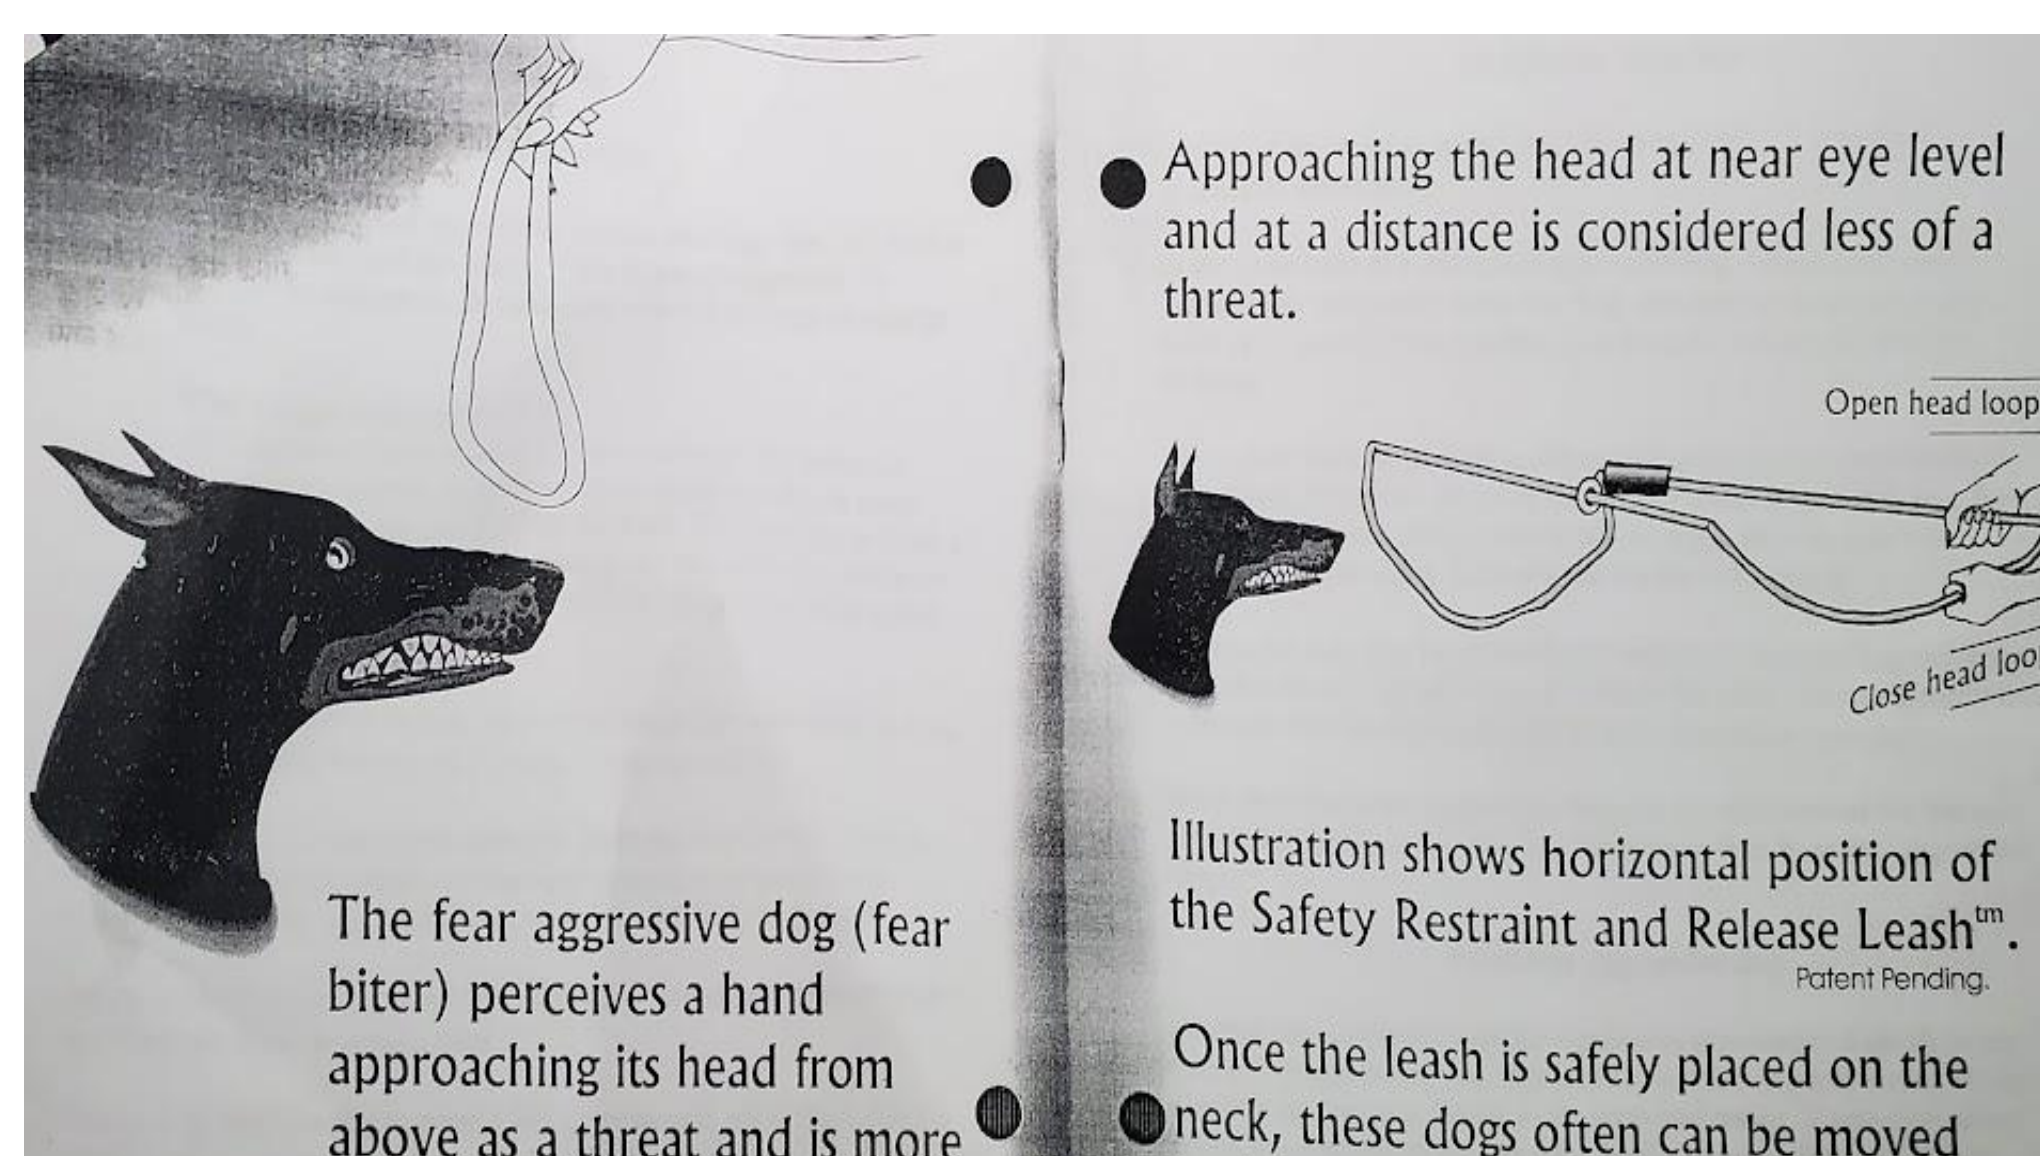 The fear aggressive dog (fear
biter) perceives a hand
approaching its head from
above as a threat and is more
Approaching the head at near eye level
and at a distance is considered less of a
threat.
Open head loop
Close head loo
Illustration shows horizontal position of
the Safety Restraint and Release Leash™.
Patent Pending.
Once the leash is safely placed on the
neck, these dogs often can be moved